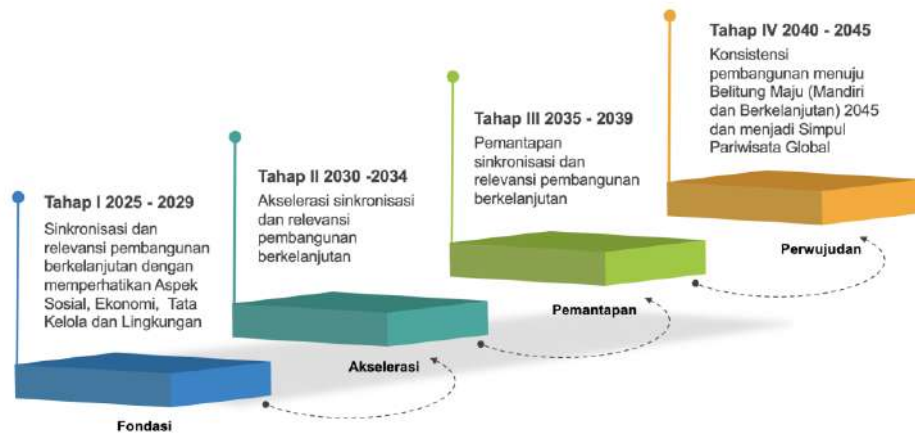 Tahap I 2025 - 2029
Sinkronisasi dan
relevansi pembangunan
berkelanjutan dengan
memperhatikan Aspek
Sosial, Ekonomi, Tata
Kelola dan Lingkungan
Fondasi
Tahap II 2030 -2034
Akselerasi sinkronisasi
dan relevansi
pembangunan
berkelanjutan
Akselerasi
Tahap III 2035 - 2039
Pemantapan
sinkronisasi dan
relevansi pembangunan
berkelanjutan
Pemantapan
Tahap IV 2040 - 2045
Konsistensi
pembangunan menuju
Belitung Maju (Mandiri
dan Berkelanjutan) 2045
dan menjadi Simpul
Pariwisata Global
Perwujudan